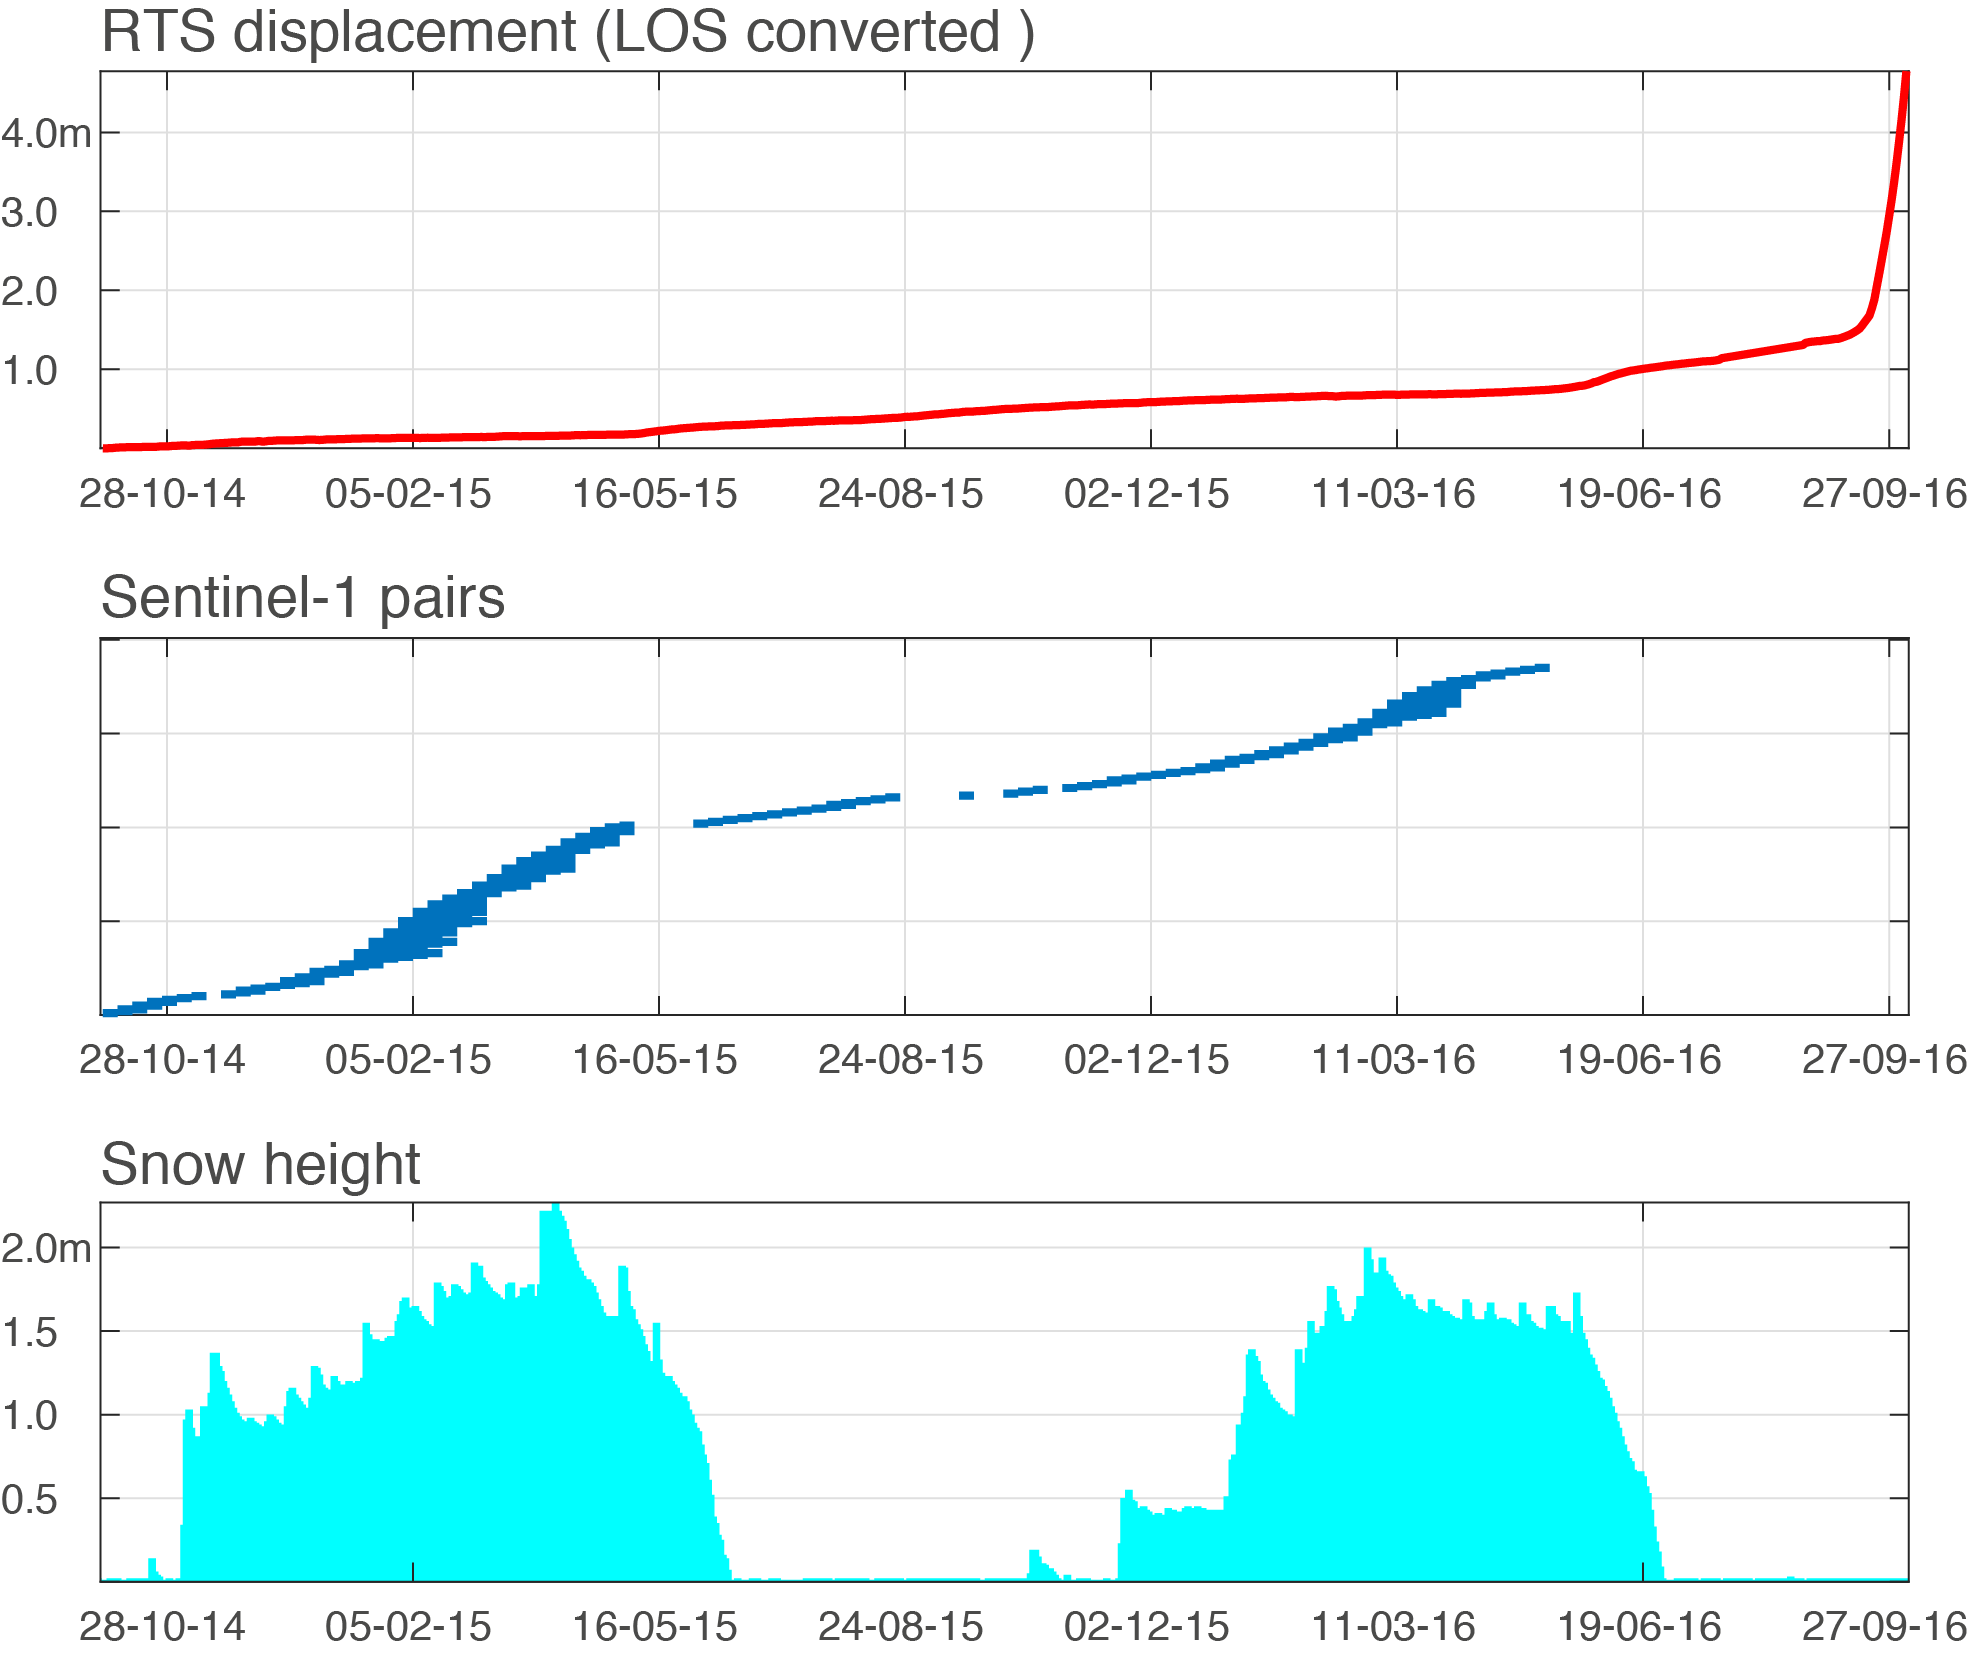 RTS displacement (LOS converted )
4.0m
3.0
2.0
1.0
28-10-14 05-02-15 16-05-15 24-08-15 02-12-15 11-03-16 19-06-16 27-09-16
Sentinel-1 pairs
28-10-14 05-02-15 16-05-15 24-08-15 02-12-15 11-03-16 19-06-16 27-09-16
Snow height
2.0m
1.5
1.0
0.5
28-10-14 05-02-15 16-05-15 24-08-15 02-12-15 11-03-16 19-06-16 27-09-16